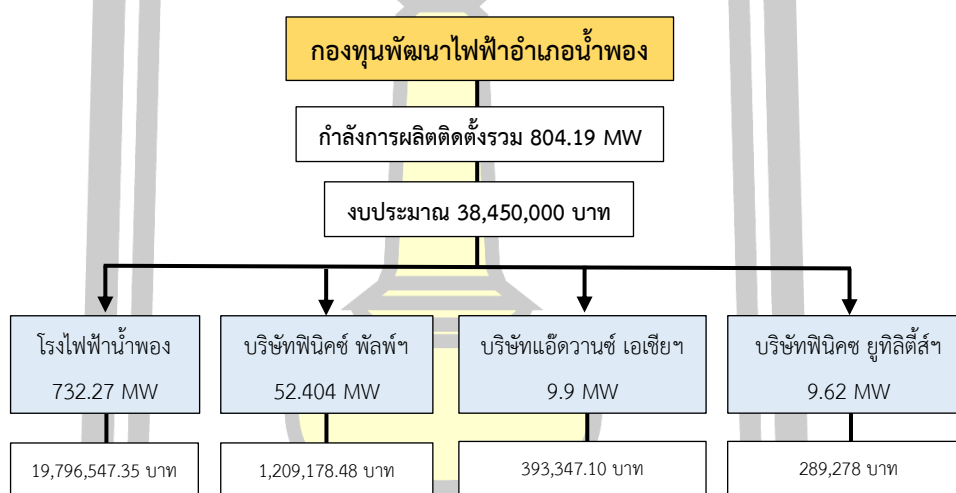 กองทุนพัฒนาไฟฟ้าอำเภอน้ำพอง
กำลังการผลิตติดตั้งรวม 804.19 MW
งบประมาณ 38,450,000 บาท
โรงไฟฟ้าน้ำพอง
732.27 MW
19,796,547.35 บาท
บริษัทฟินิคซ์ พัลพ์ฯ
52.404 MW
1,209,178.48 บาท
บริษัทแอ๊ดวานซ์ เอเชียฯ
9.9 MW
393,347.10 บาท
บริษัทฟินิคซ ยูทิลิตี้ส์ฯ
9.62 MW
289,278 บาท